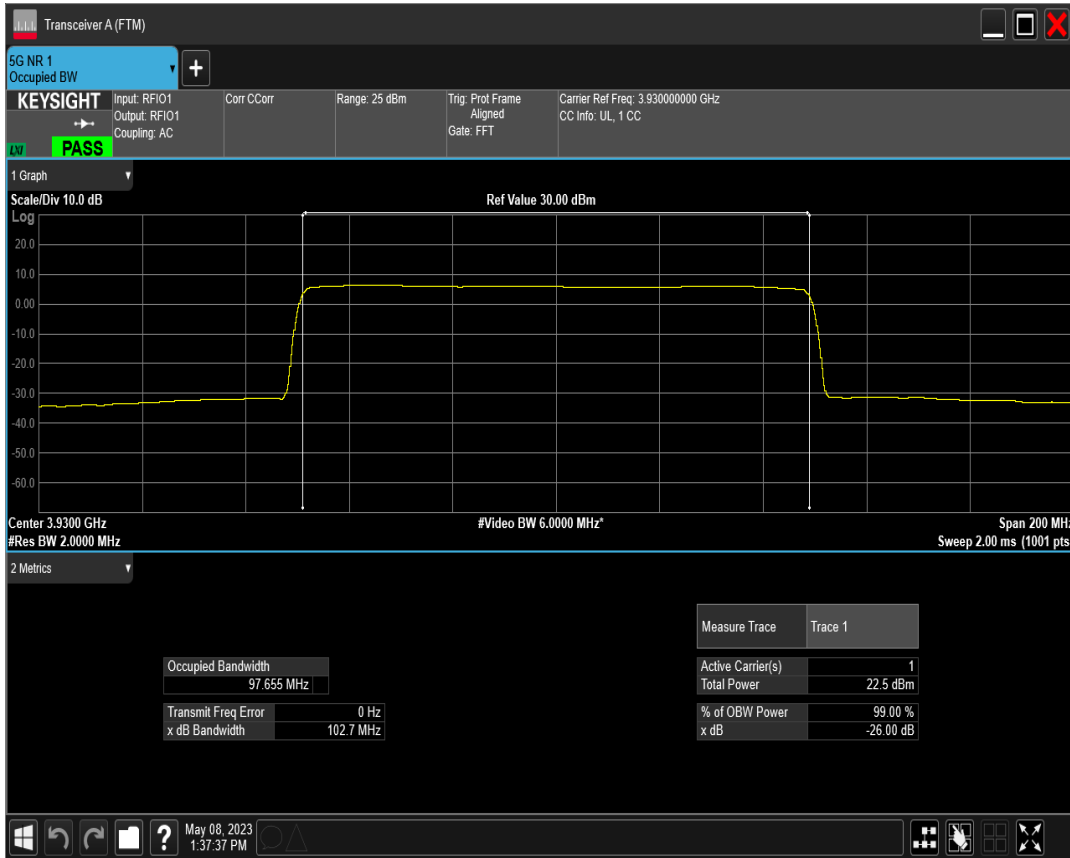 Transceiver A (FTM)
5G NR 1
Occupied BW
+
KEYSIGHT
LXI
PASS
Input: RFIO1
Output: RFIO1
Coupling: AC
Corr CCorr
Range: 25 dBm
Trig: Prot Frame
Aligned
Gate: FFT
Carrier Ref Freq: 3.930000000 GHz
CC Info: UL, 1 CC
1 Graph
Scale/Div 10.0 dB
Ref Value 30.00 dBm
Log
20.0
10.0
0.00
-10.0
-20.0
-30.0
-40.0
-50.0
-60.0
Center 3.9300 GHz
#Video BW 6.0000 MHz*
Span 200 MHz
#Res BW 2.0000 MHz
Sweep 2.00 ms (1001 pts
2 Metrics
Measure Trace Trace 1
Occupied Bandwidth
97.655 MHz
Active Carrier(s) 1
Total Power 22.5 dBm
Transmit Freq Error 0 Hz
x dB Bandwidth 102.7 MHz
% of OBW Power 99.00 %
x dB -26.00 dB
?
May 08, 2023
1:37:37 PM